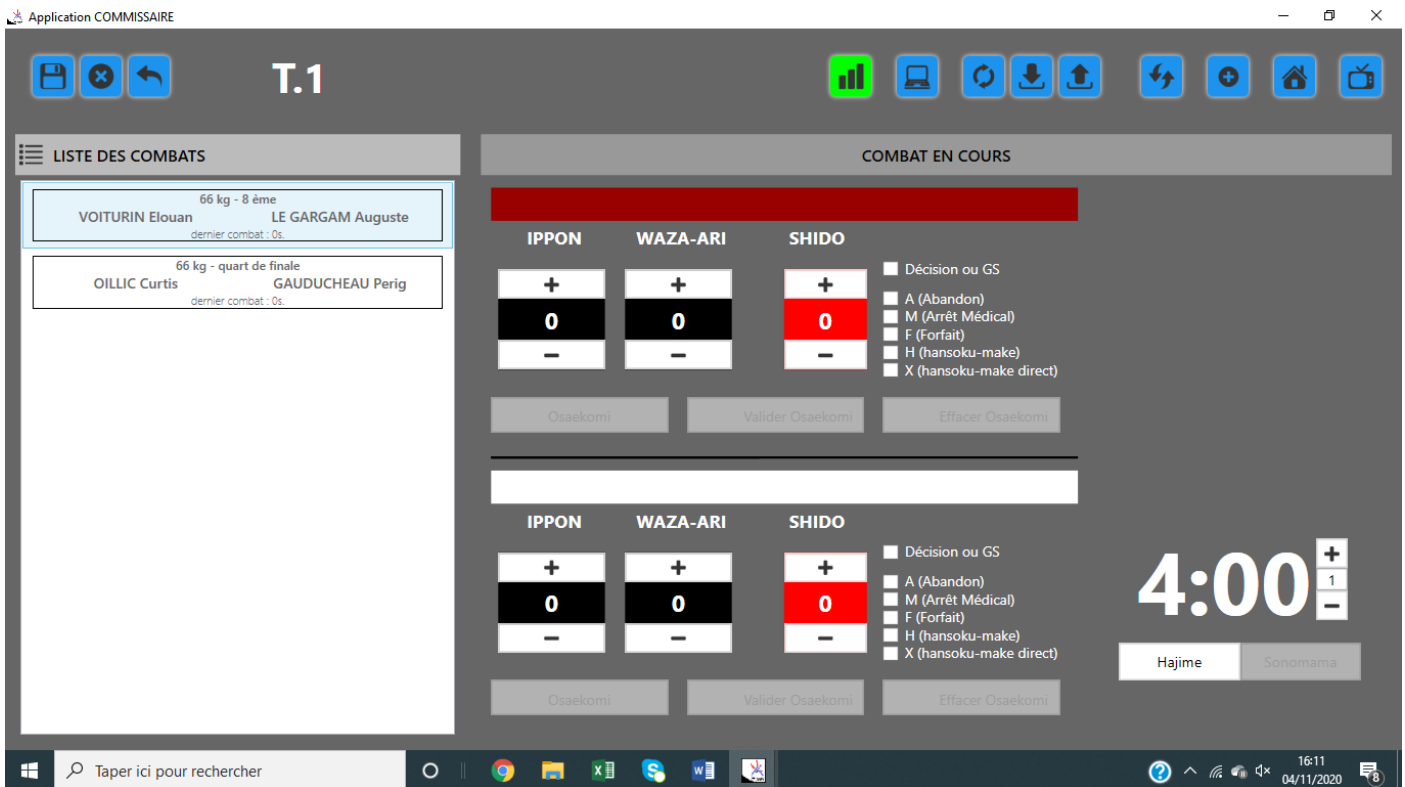 Application COMMISSAIRE
T.1
LISTE DES COMBATS
COMBAT EN COURS
66 kg - 8 ème
VOITURIN Elouan LE GARGAM Auguste
dernier combat : 0s.
66 kg - quart de finale
OILLIC Curtis GAUDUCHEAU Perig
dernier combat : 0s.
IPPON WAZA-ARI SHIDO
+ + +
0 0 0
− − −
Décision ou GS
A (Abandon)
M (Arrêt Médical)
F (Forfait)
H (hansoku-make)
X (hansoku-make direct)
Osaekomi Valider Osaekomi Effacer Osaekomi
IPPON WAZA-ARI SHIDO
+ + +
0 0 0
− − −
Décision ou GS
A (Abandon)
M (Arrêt Médical)
F (Forfait)
H (hansoku-make)
X (hansoku-make direct)
Osaekomi Valider Osaekomi Effacer Osaekomi
4:00
+
1
−
Hajime Sonomama
Taper ici pour rechercher
16:11
04/11/2020
8